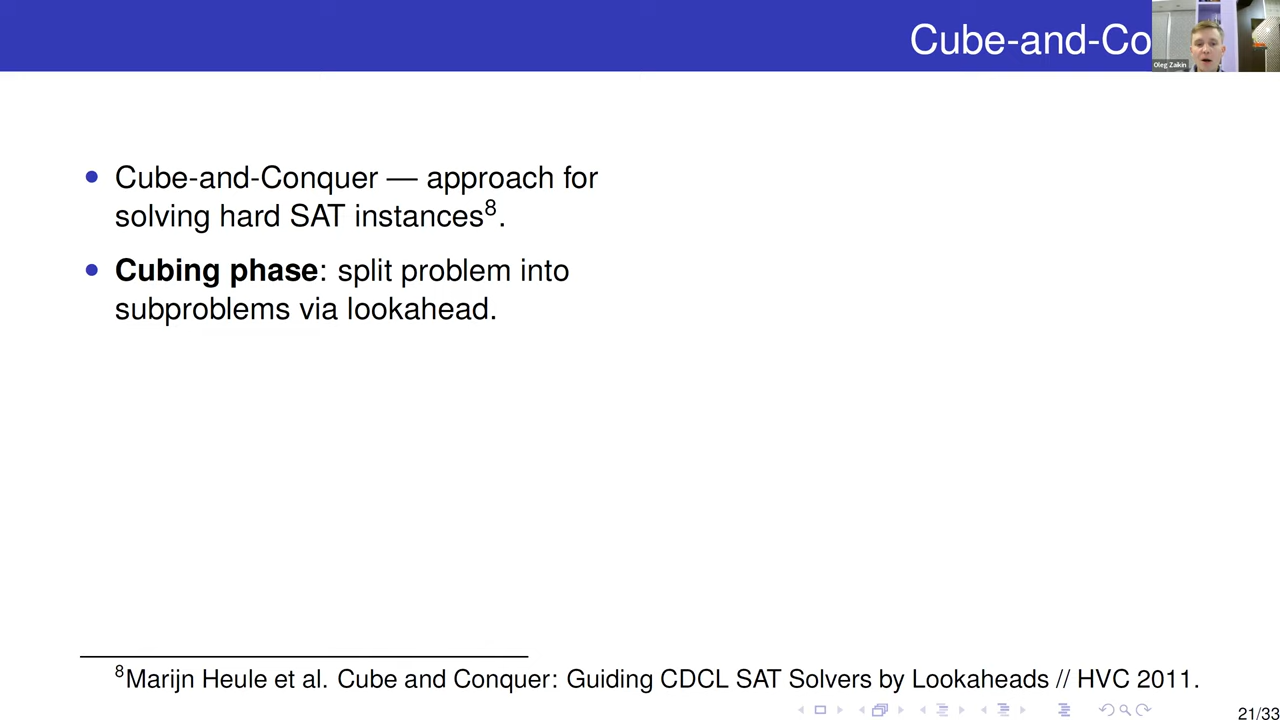 Cube-and-Co
Oleg Zaikin
• Cube-and-Conquer — approach for
solving hard SAT instances⁸.
• Cubing phase: split problem into
subproblems via lookahead.
⁸Marijn Heule et al. Cube and Conquer: Guiding CDCL SAT Solvers by Lookaheads // HVC 2011.
21/33